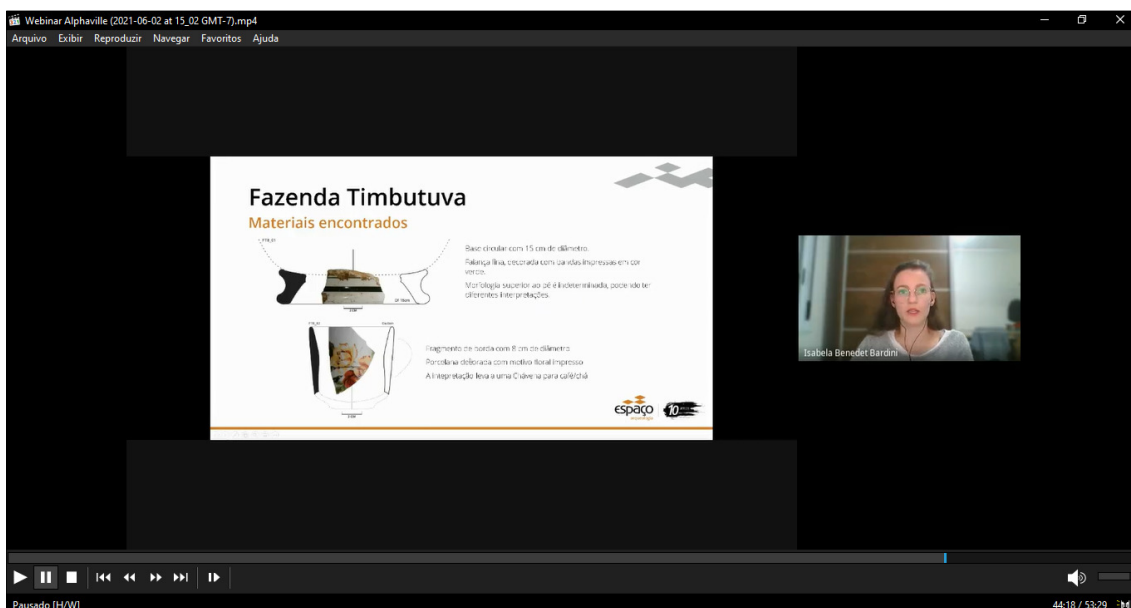 Webinar Alphaville (2021-06-02 at 15_02 GMT-7).mp4
Arquivo Exibir Reproduzir Navegar Favoritos Ajuda
Fazenda Timbutuva
Materiais encontrados
Base circular com 15 cm de diâmetro.
Faiança fina, decorada com bandas impressas em cor
verde.
Morfologia superior ao pé é indeterminada, podendo ter
diferentes interpretações.
Fragmento de borda com 8 cm de diâmetro
Porcelana decorada com motivo floral impresso
A intepretação leva a uma Chávena para café/chá
espaço
10
Isabela Benedet Bardini
Pausado [H/W]
44:18 / 53:29